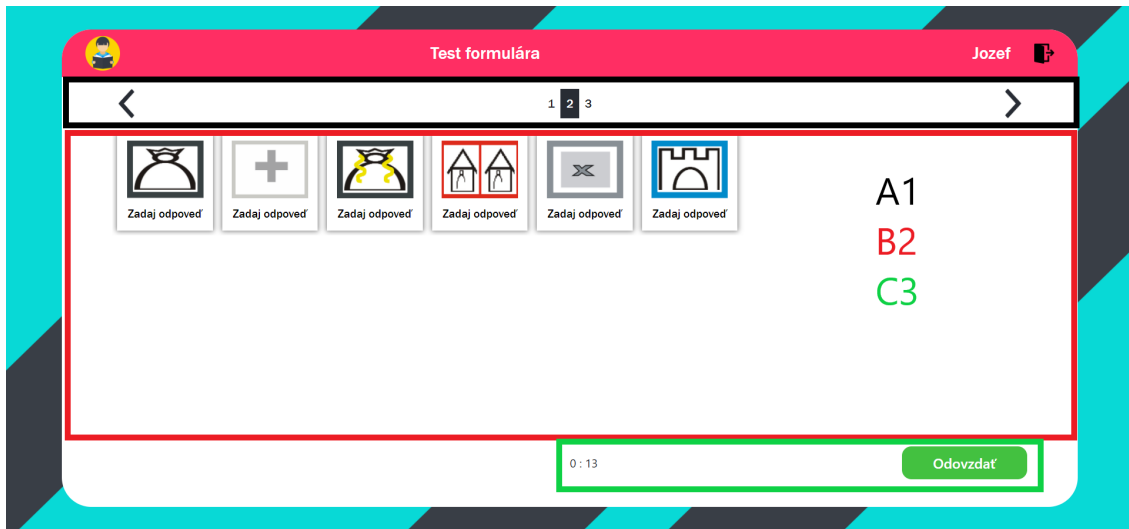 Test formulára
Jozef
1 2 3
Zadaj odpoveď Zadaj odpoveď Zadaj odpoveď Zadaj odpoveď Zadaj odpoveď Zadaj odpoveď
A1
B2
C3
0 : 13
Odovzdať